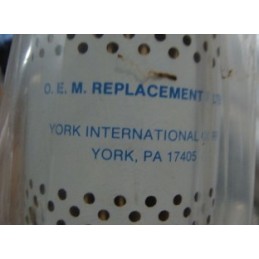 O. E. M. REPLACEMENT
YORK INTERNATIONAL
YORK, PA 17405